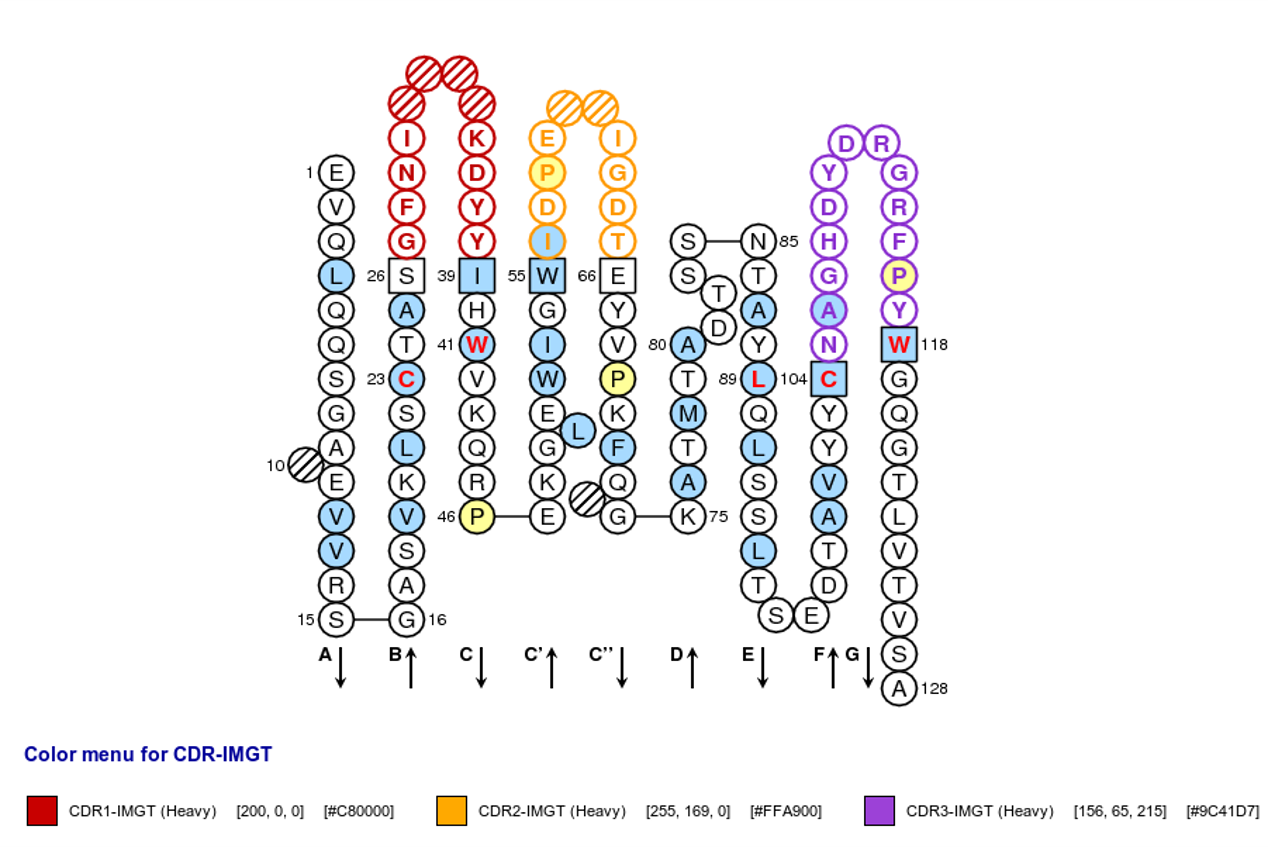 I K E I D R
1 E N D P G Y G
V F Y D D D R
Q G Y I T S N 85 H F
L 26 S 39 I 55 W 66 E S T G P
T
Q A H G Y A A Y
D
Q T 41 W I V 80 A Y N W 118
S 23 C V W P T 89 L 104 C G
G S K E K M Q Y Q
L
A L Q G F T L Y G
10
E K R K Q A S V T
V V 46 P E G K 75 S A L
V S L T V
R A T D T
15 S G 16 S E V
A B C C' C'' D E F G S
A 128
Color menu for CDR-IMGT
CDR1-IMGT (Heavy) [200, 0, 0] [#C80000] CDR2-IMGT (Heavy) [255, 169, 0] [#FFA900] CDR3-IMGT (Heavy) [156, 65, 215] [#9C41D7]